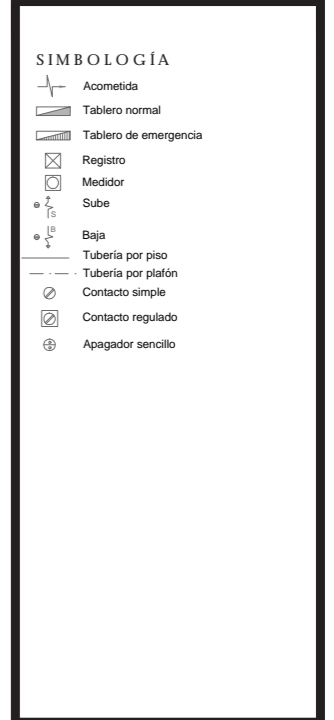 SIMBOLOGÍA
Acometida
Tablero normal
Tablero de emergencia
Registro
Medidor
S Sube
B Baja
Tubería por piso
Tubería por plafón
Contacto simple
Contacto regulado
Apagador sencillo